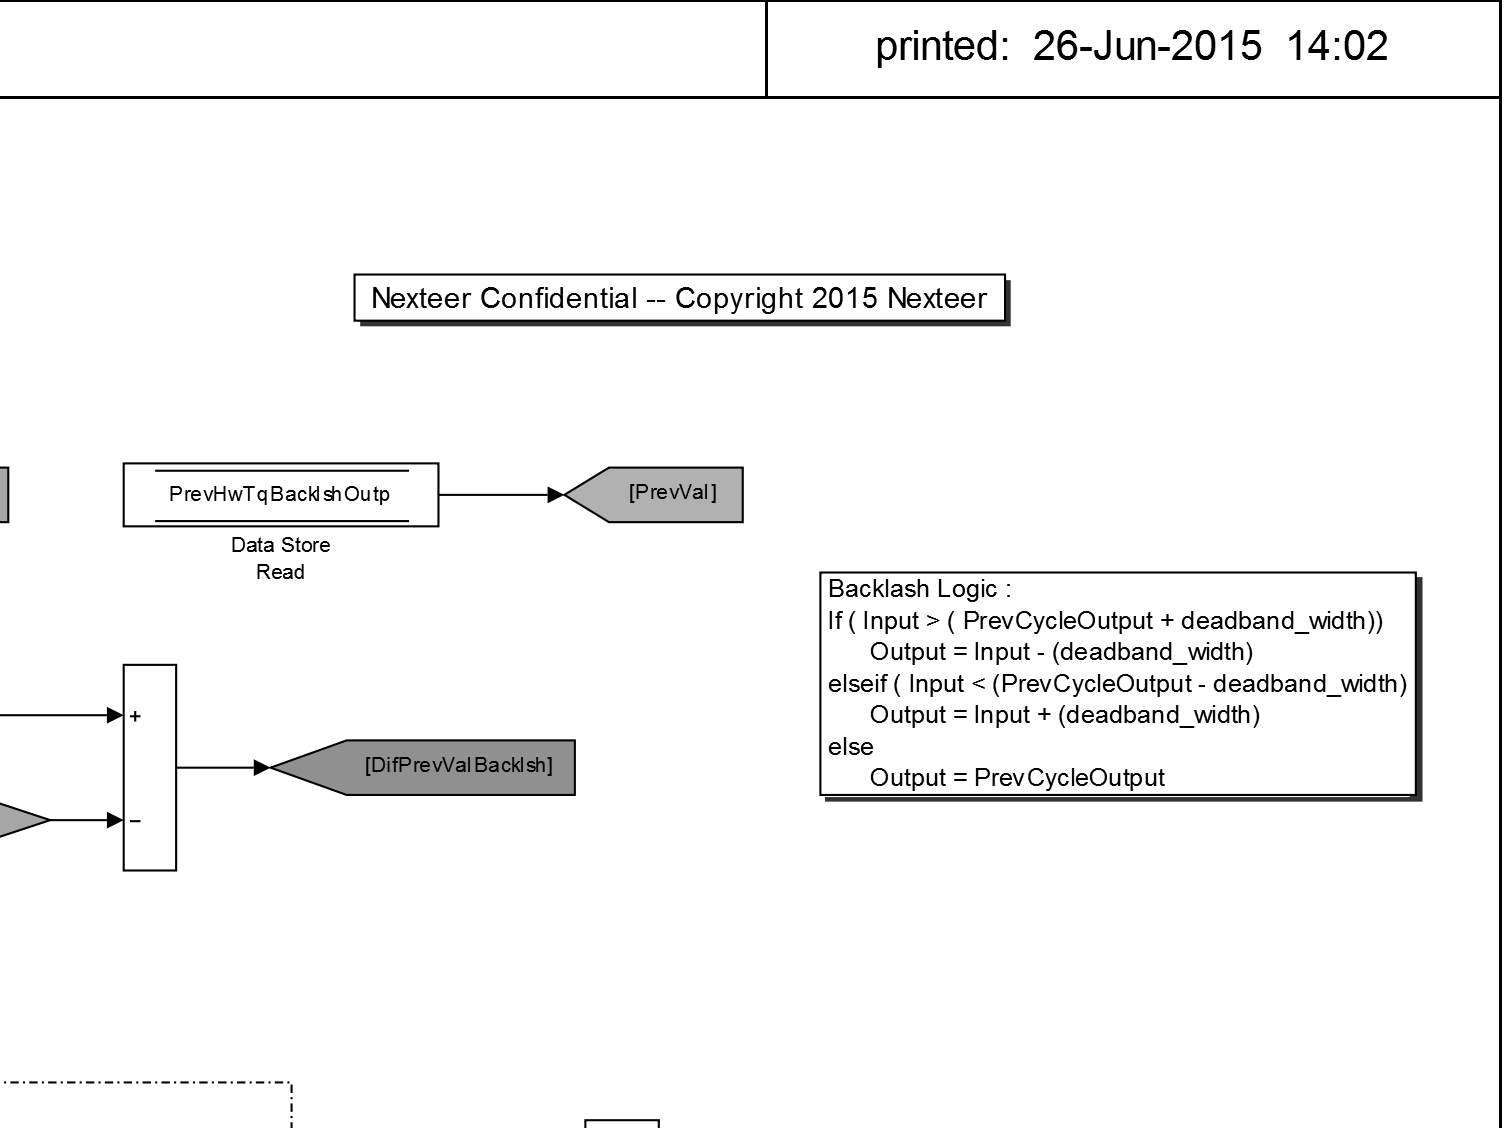 printed: 26-Jun-2015 14:02
Nexteer Confidential -- Copyright 2015 Nexteer
PrevHwTqBacklshOutp
[PrevVal]
Data Store
Read
Backlash Logic :
If ( Input > ( PrevCycleOutput + deadband_width))
Output = Input - (deadband_width)
elseif ( Input < (PrevCycleOutput - deadband_width)
Output = Input + (deadband_width)
else
Output = PrevCycleOutput
+
[DifPrevValBacklsh]
−